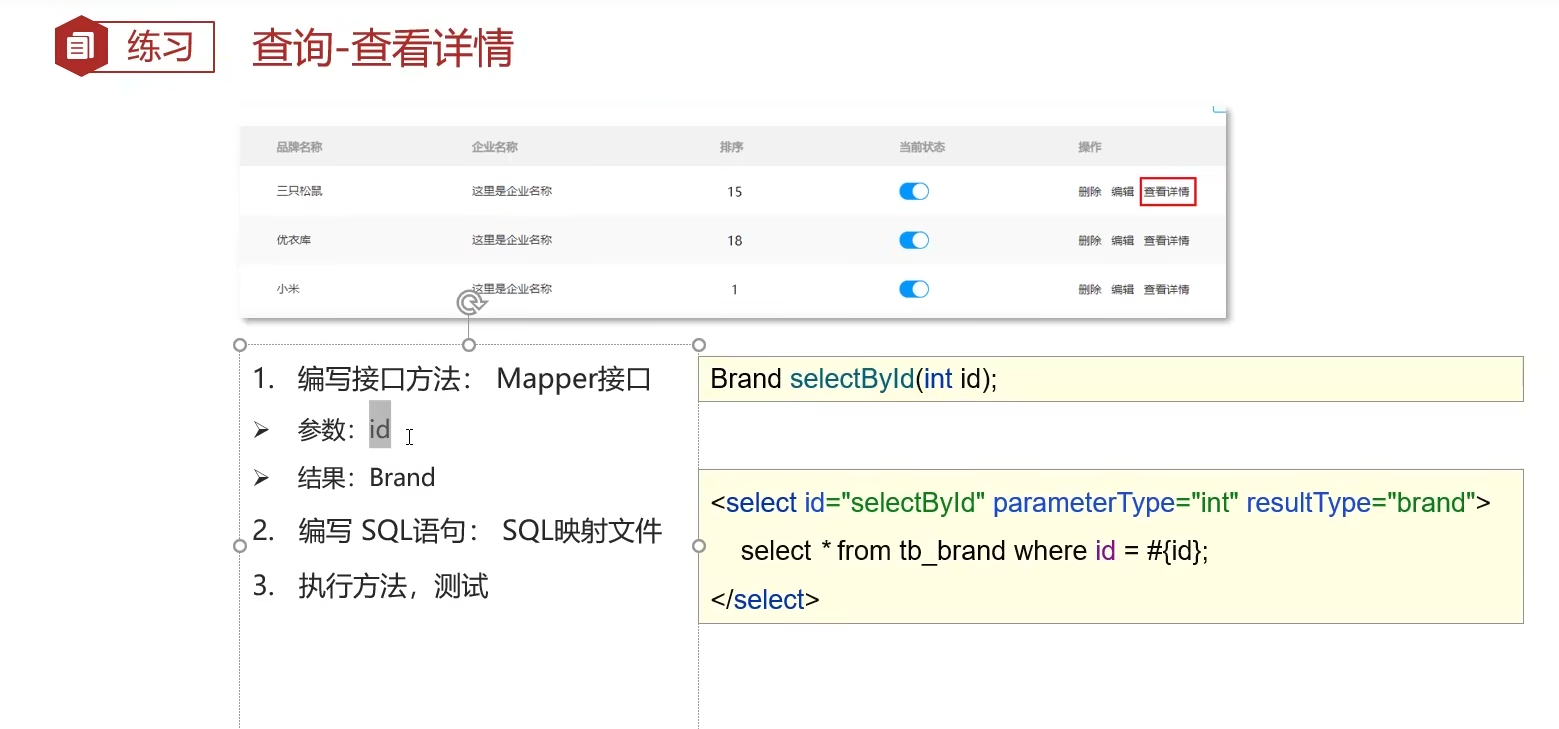 练习
查询-查看详情
品牌名称 企业名称 排序 当前状态 操作
三只松鼠 这里是企业名称 15 删除 编辑 查看详情
优衣库 这里是企业名称 18 删除 编辑 查看详情
小米 这里是企业名称 1 删除 编辑 查看详情
1. 编写接口方法： Mapper接口
➢ 参数：id
➢ 结果：Brand
2. 编写 SQL语句： SQL映射文件
3. 执行方法，测试
Brand selectById(int id);
<select id="selectById" parameterType="int" resultType="brand">
select * from tb_brand where id = #{id};
</select>